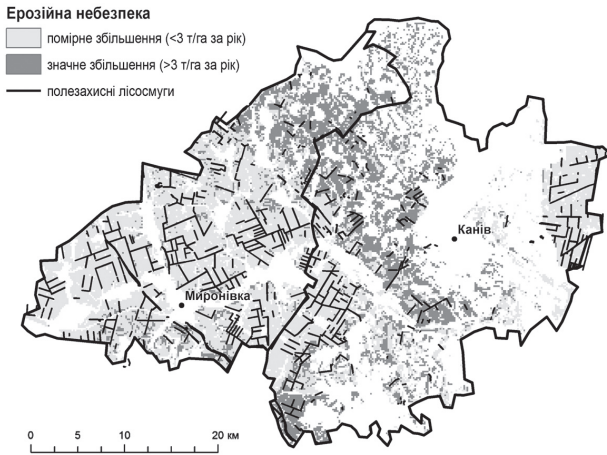 Ерозійна небезпека
помірне збільшення (<3 т/га за рік)
значне збільшення (>3 т/га за рік)
полезахисні лісосмуги
Канів
Миронівка
0 5 10 20 км